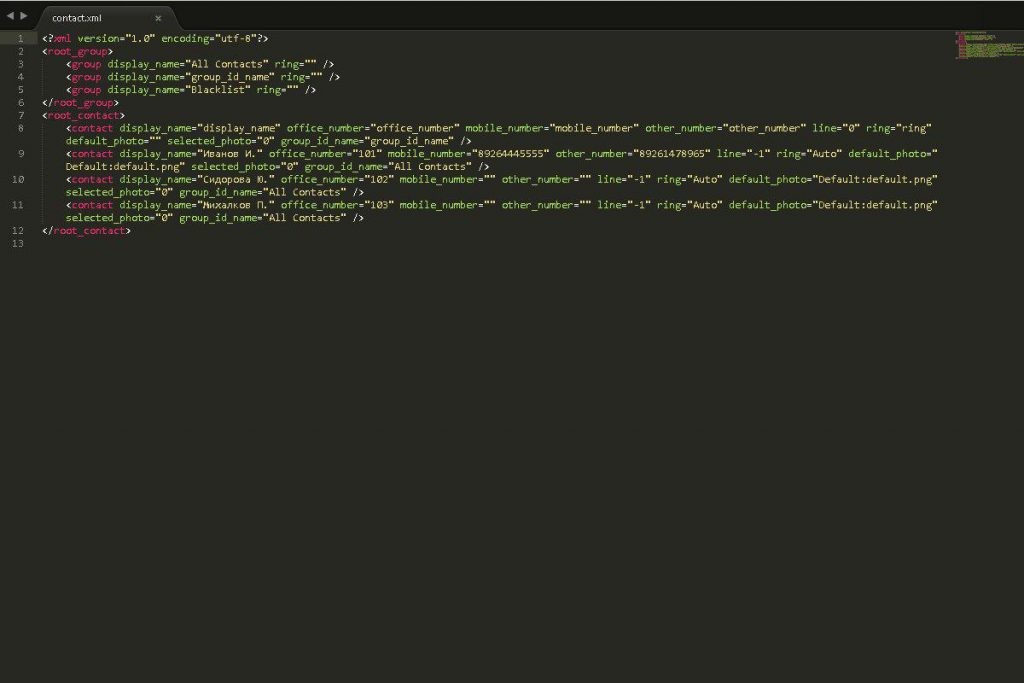 contact.xml
1 <?xml version="1.0" encoding="utf-8"?>
2 <root_group>
3 <group display_name="All Contacts" ring="" />
4 <group display_name="group_id_name" ring="" />
5 <group display_name="Blacklist" ring="" />
6 </root_group>
7 <root_contact>
8 <contact display_name="display_name" office_number="office_number" mobile_number="mobile_number" other_number="other_number" line="0" ring="ring"
default_photo="" selected_photo="0" group_id_name="group_id_name" />
9 <contact display_name="Иванов И." office_number="101" mobile_number="89264445555" other_number="89261478965" line="-1" ring="Auto" default_photo="
Default:default.png" selected_photo="0" group_id_name="All Contacts" />
10 <contact display_name="Сидорова Ю." office_number="102" mobile_number="" other_number="" line="-1" ring="Auto" default_photo="Default:default.png"
selected_photo="0" group_id_name="All Contacts" />
11 <contact display_name="Михалков П." office_number="103" mobile_number="" other_number="" line="-1" ring="Auto" default_photo="Default:default.png"
selected_photo="0" group_id_name="All Contacts" />
12 </root_contact>
13